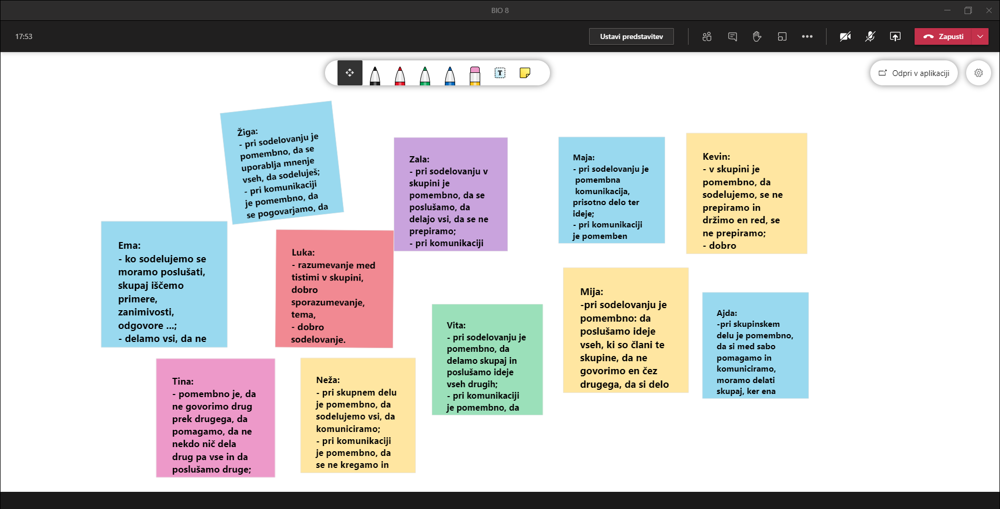 BIO 8
17:53
Ustavi predstavitev
Zapusti
T
Odpri v aplikaciji
Žiga:
- pri sodelovanju je
pomembno, da se
uporablja mnenje
vseh, da sodeluješ;
- pri komunikaciji
je pomembno, da
se pogovarjamo, da
Zala:
- pri sodelovanju v
skupini je
pomembno, da se
poslušamo, da
delajo vsi, da se ne
prepiramo;
- pri komunikaciji
Maja:
- pri sodelovanju je
pomembna
komunikacija,
prisotno delo ter
ideje;
- pri komunikaciji
je pomemben
Kevin:
- v skupini je
pomembno, da
sodelujemo, se ne
prepiramo in
držimo en red, se
ne prepiramo;
- dobro
Ema:
- ko sodelujemo se
moramo poslušati,
skupaj iščemo
primere,
zanimivosti,
odgovore ...;
- delamo vsi, da ne
Luka:
- razumevanje med
tistimi v skupini,
dobro
sporazumevanje,
tema,
- dobro
sodelovanje.
Vita:
- pri sodelovanju je
pomembno, da
delamo skupaj in
poslušamo ideje
vseh drugih;
- pri komunikaciji
je pomembno, da
Mija:
-pri sodelovanju je
pomembno: da
poslušamo ideje
vseh, ki so člani te
skupine, da ne
govorimo en čez
drugega, da si delo
Ajda:
-pri skupinskem
delu je pomembno,
da si med sabo
pomagamo in
komuniciramo,
moramo delati
skupaj, ker ena
Tina:
- pomembno je, da
ne govorimo drug
prek drugega, da
pomagamo, da ne
nekdo nič dela
drug pa vse in da
poslušamo druge;
Neža:
- pri skupnem delu
je pomembno, da
sodelujemo vsi, da
komuniciramo;
- pri komunikaciji
je pomembno, da
se ne kregamo in